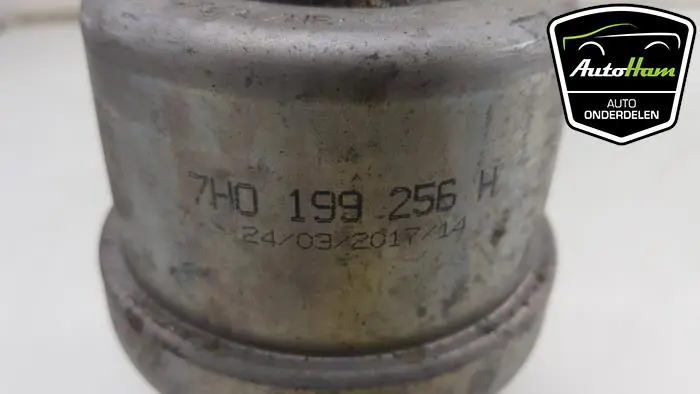 AutoHam
AUTO
ONDERDELEN
7H0 199 256 H
24/03/2017/14